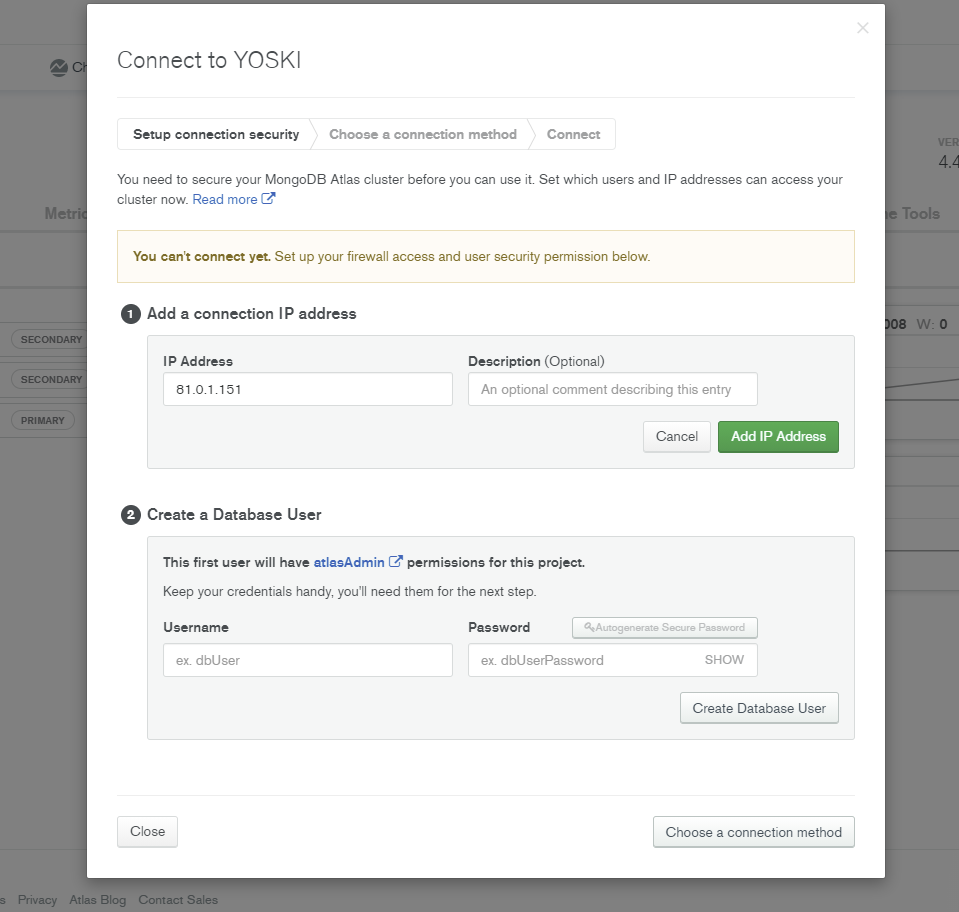 Connect to YOSKI
Ch
VER
4.4
Setup connection security
Choose a connection method
Connect
You need to secure your MongoDB Atlas cluster before you can use it. Set which users and IP addresses can access your
cluster now. Read more
Metric
e Tools
You can't connect yet. Set up your firewall access and user security permission below.
1 Add a connection IP address
008 W: 0
SECONDARY
SECONDARY
PRIMARY
IP Address
Description (Optional)
81.0.1.151
An optional comment describing this entry
Cancel
Add IP Address
2 Create a Database User
This first user will have atlasAdmin permissions for this project.
Keep your credentials handy, you'll need them for the next step.
Username
Password
Autogenerate Secure Password
ex. dbUser
ex. dbUserPassword
SHOW
Create Database User
Close
Choose a connection method
s Privacy Atlas Blog Contact Sales